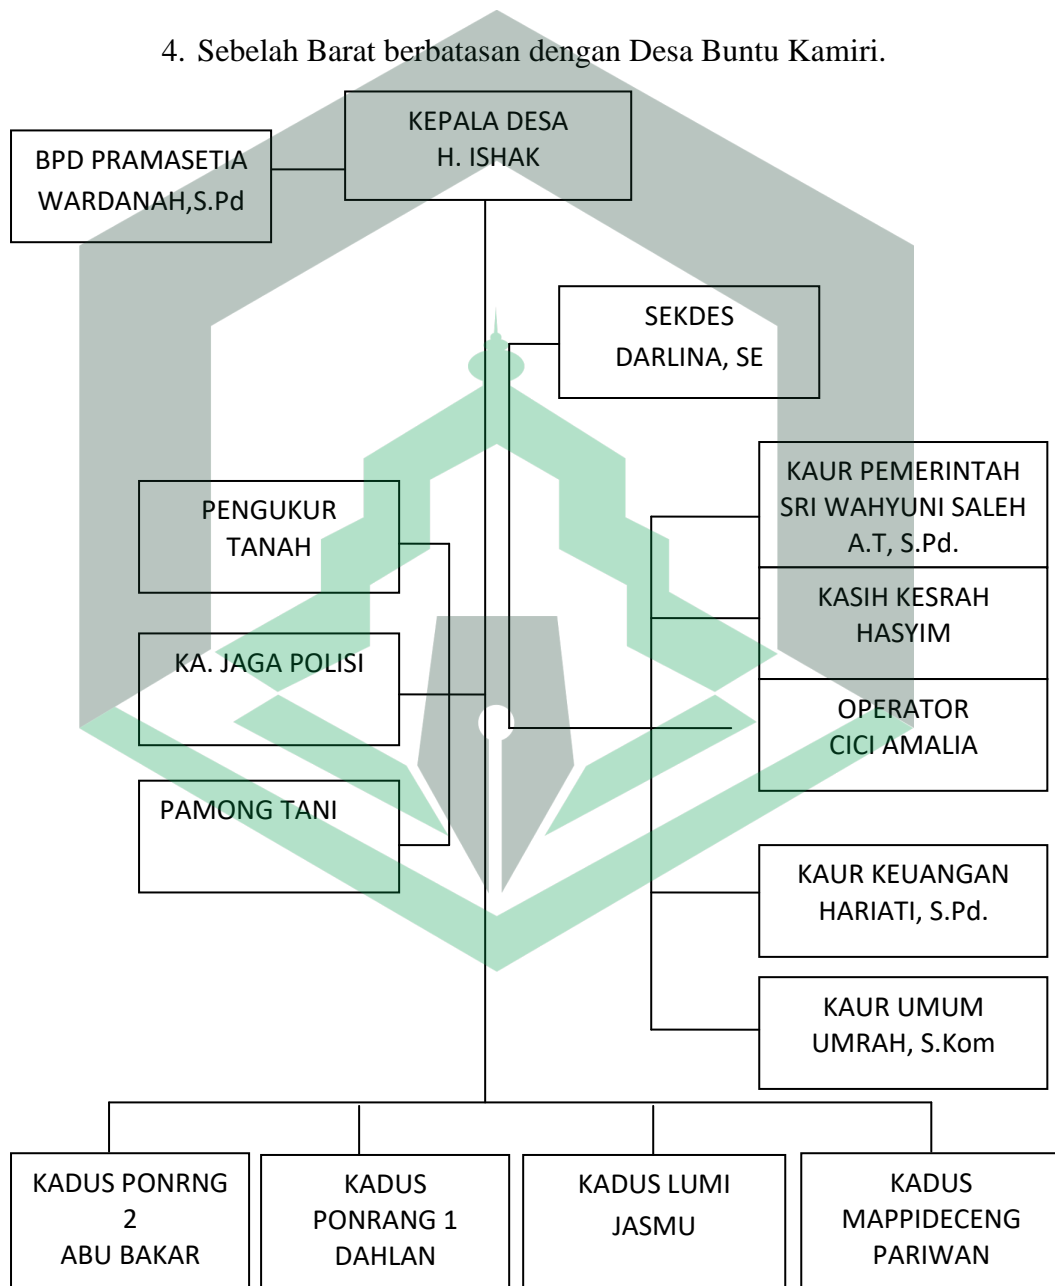 4. Sebelah Barat berbatasan dengan Desa Buntu Kamiri.
KEPALA DESA
H. ISHAK
BPD PRAMASETIA
WARDANAH,S.Pd
SEKDES
DARLINA, SE
KAUR PEMERINTAH
SRI WAHYUNI SALEH
A.T, S.Pd.
PENGUKUR
TANAH
KASIH KESRAH
HASYIM
KA. JAGA POLISI
OPERATOR
CICI AMALIA
PAMONG TANI
KAUR KEUANGAN
HARIATI, S.Pd.
KAUR UMUM
UMRAH, S.Kom
KADUS PONRNG
2
ABU BAKAR
KADUS
PONRANG 1
DAHLAN
KADUS LUMI
JASMU
KADUS
MAPPIDECENG
PARIWAN